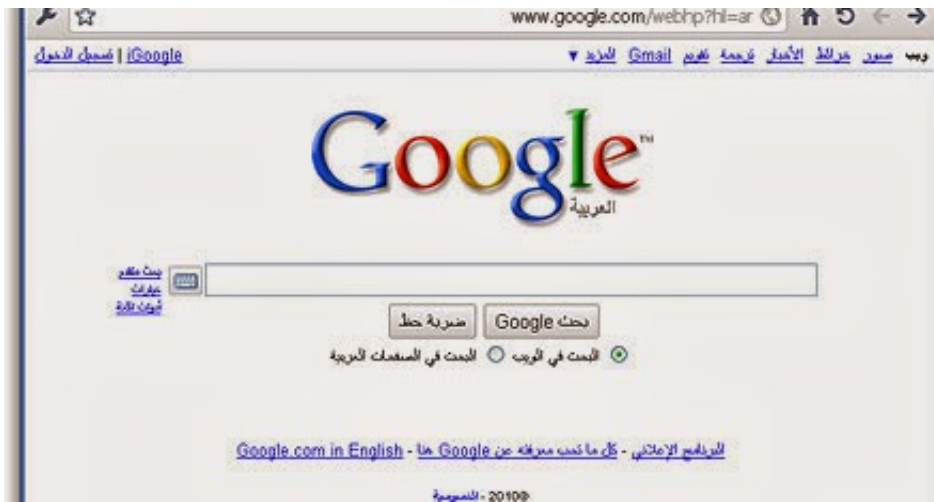 www.google.com/webhp?hl=ar
ويب صور خرائط الأخبار ترجمة تقويم Gmail المزيد ▼
iGoogle | تسجيل الدخول
Google™
العربية
بحث متقدم
خيارات
أدوات اللغة
بحث Google ضربة حظ
البحث في الويب البحث في الصفحات العربية
البرنامج الإعلاني - كل ما تحب معرفته عن Google هنا - Google.com in English
©2010 - الخصوصية